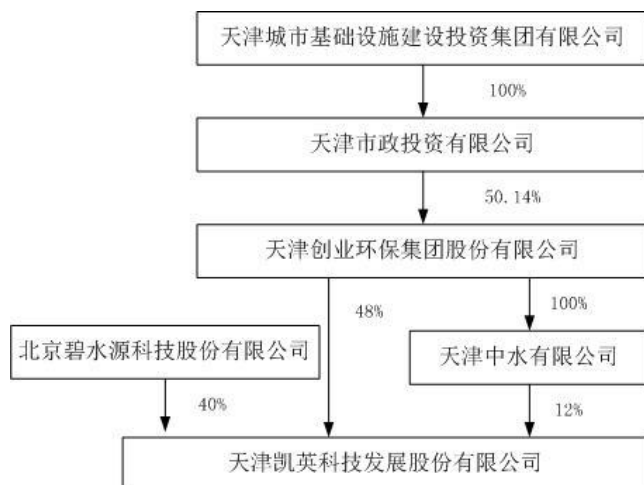 天津城市基础设施建设投资集团有限公司
100%
天津市政投资有限公司
50.14%
天津创业环保集团股份有限公司
48%
100%
北京碧水源科技股份有限公司
天津中水有限公司
40%
12%
天津凯英科技发展股份有限公司